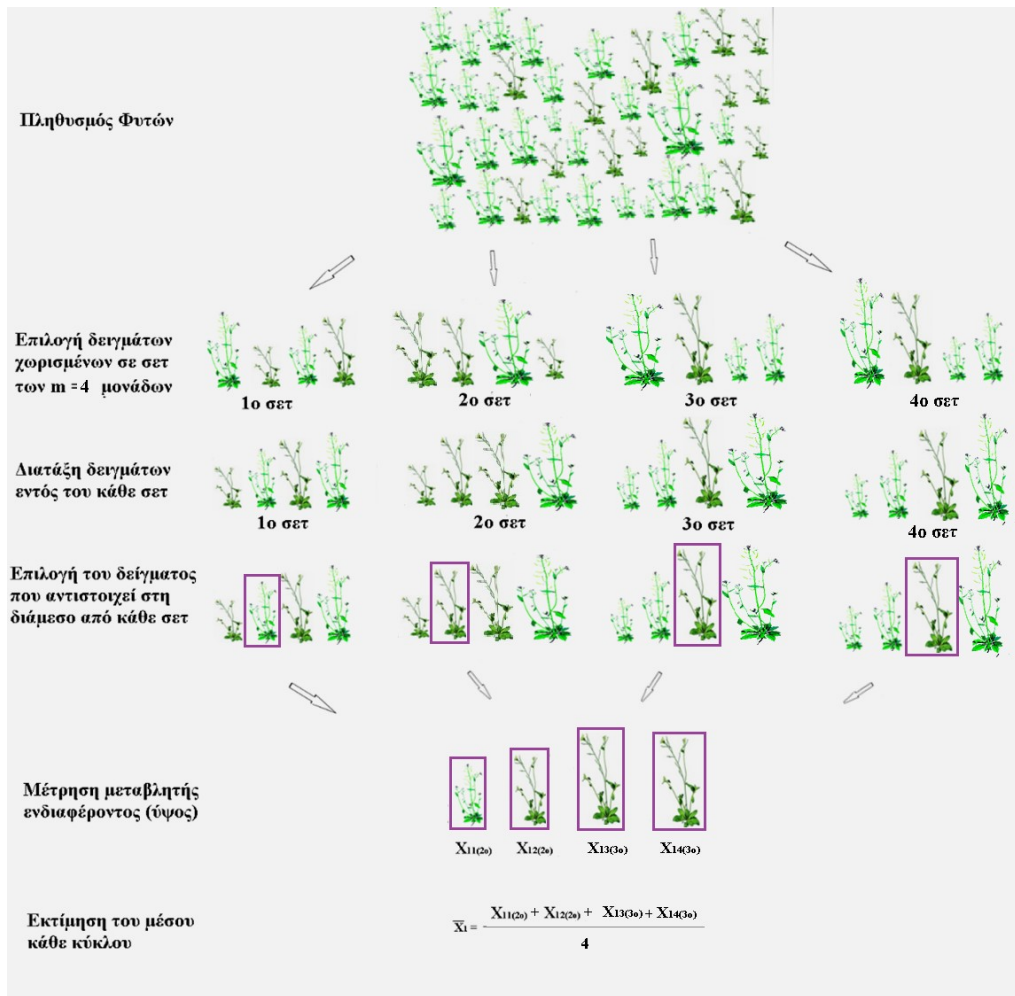 Πληθυσμός Φυτών
Επιλογή δειγμάτων
χωρισμένων σε σετ
των m = 4 μονάδων
1ο σετ
2ο σετ
3ο σετ
4ο σετ
Διατάξη δειγμάτων
εντός του κάθε σετ
1ο σετ
2ο σετ
3ο σετ
4ο σετ
Επιλογή του δείγματος
που αντιστοιχεί στη
διάμεσο από κάθε σετ
Μέτρηση μεταβλητής
ενδιαφέροντος (ύψος)
X11(2ο) X12(2ο) X13(3ο) X14(3ο)
Εκτίμηση του μέσου
κάθε κύκλου
X̅1 = X11(2ο) + X12(2ο) + X13(3ο) + X14(3ο)
4